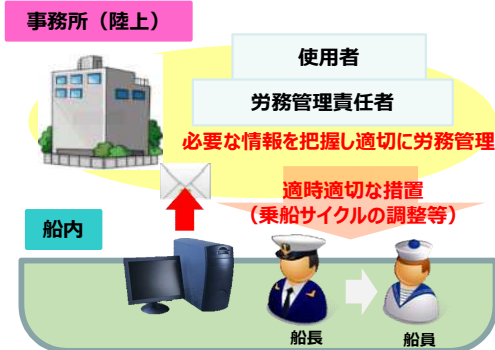 事務所（陸上）
使用者
労務管理責任者
必要な情報を把握し適切に労務管理
適時適切な措置
（乗船サイクルの調整等）
船内
船長
船員